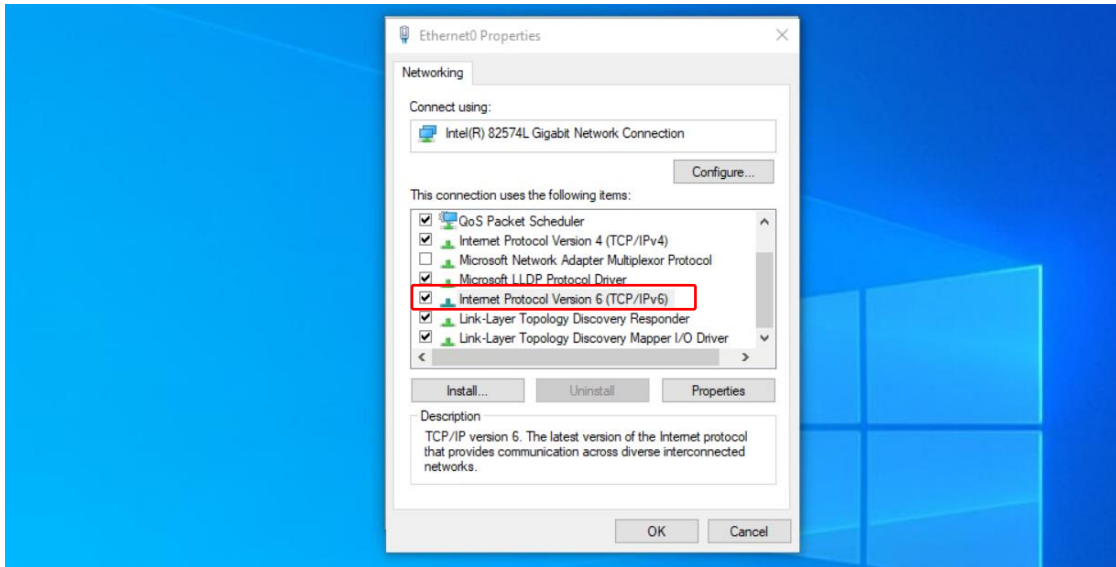 Ethernet0 Properties
Networking
Connect using:
Intel(R) 82574L Gigabit Network Connection
Configure...
This connection uses the following items:
QoS Packet Scheduler
Internet Protocol Version 4 (TCP/IPv4)
Microsoft Network Adapter Multiplexor Protocol
Microsoft LLDP Protocol Driver
Internet Protocol Version 6 (TCP/IPv6)
Link-Layer Topology Discovery Responder
Link-Layer Topology Discovery Mapper I/O Driver
Install... Uninstall Properties
Description
TCP/IP version 6. The latest version of the Internet protocol
that provides communication across diverse interconnected
networks.
OK Cancel